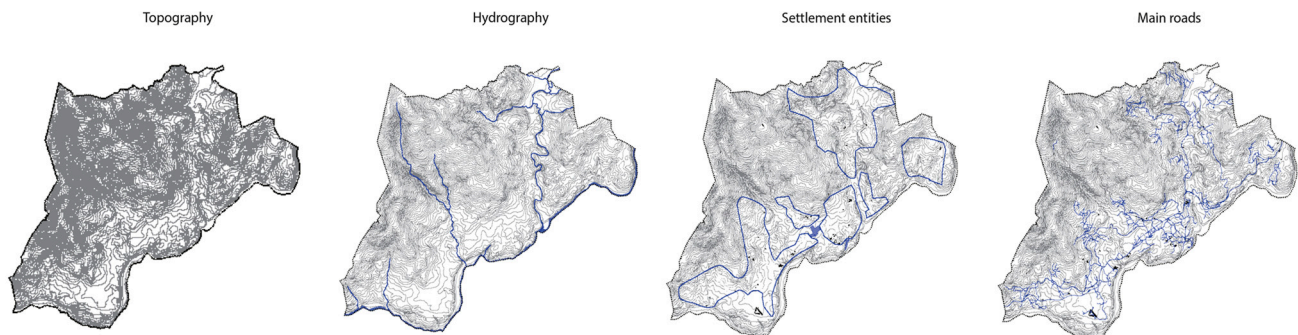 Topography
Hydrography
Settlement entities
Main roads